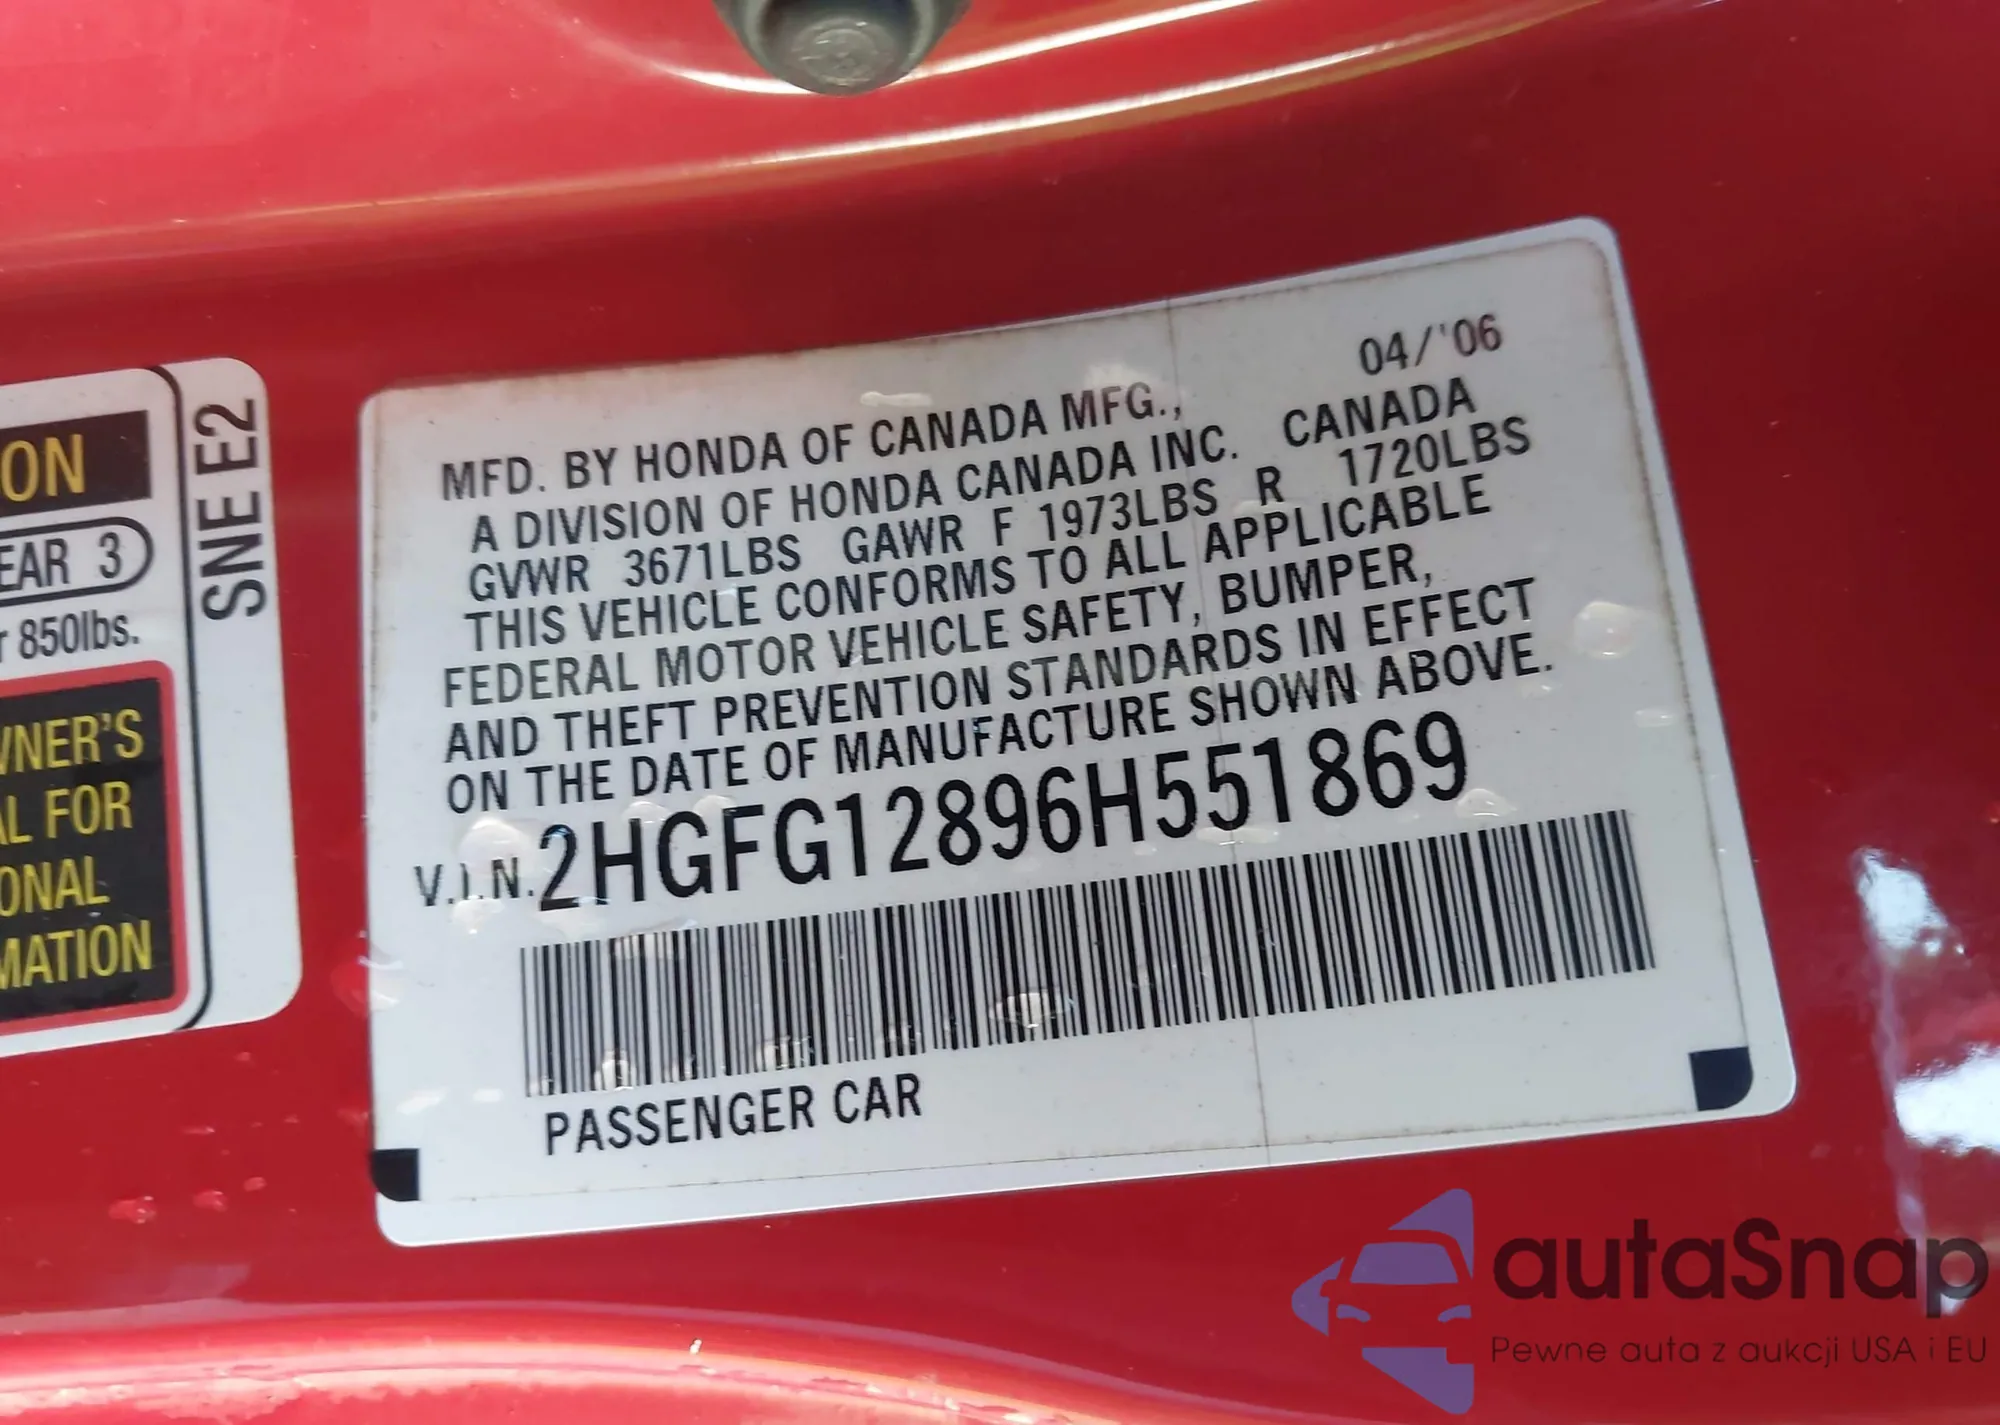 ON
EAR 3
r 850lbs.
WNER'S
AL FOR
ONAL
MATION
SNE E2
04/'06
MFD. BY HONDA OF CANADA MFG.,
A DIVISION OF HONDA CANADA INC. CANADA
GVWR 3671LBS GAWR F 1973LBS R 1720LBS
THIS VEHICLE CONFORMS TO ALL APPLICABLE
FEDERAL MOTOR VEHICLE SAFETY, BUMPER,
AND THEFT PREVENTION STANDARDS IN EFFECT
ON THE DATE OF MANUFACTURE SHOWN ABOVE.
V.I.N. 2HGFG12896H551869
PASSENGER CAR
autaSnap
Pewne auta z aukcji USA i EU